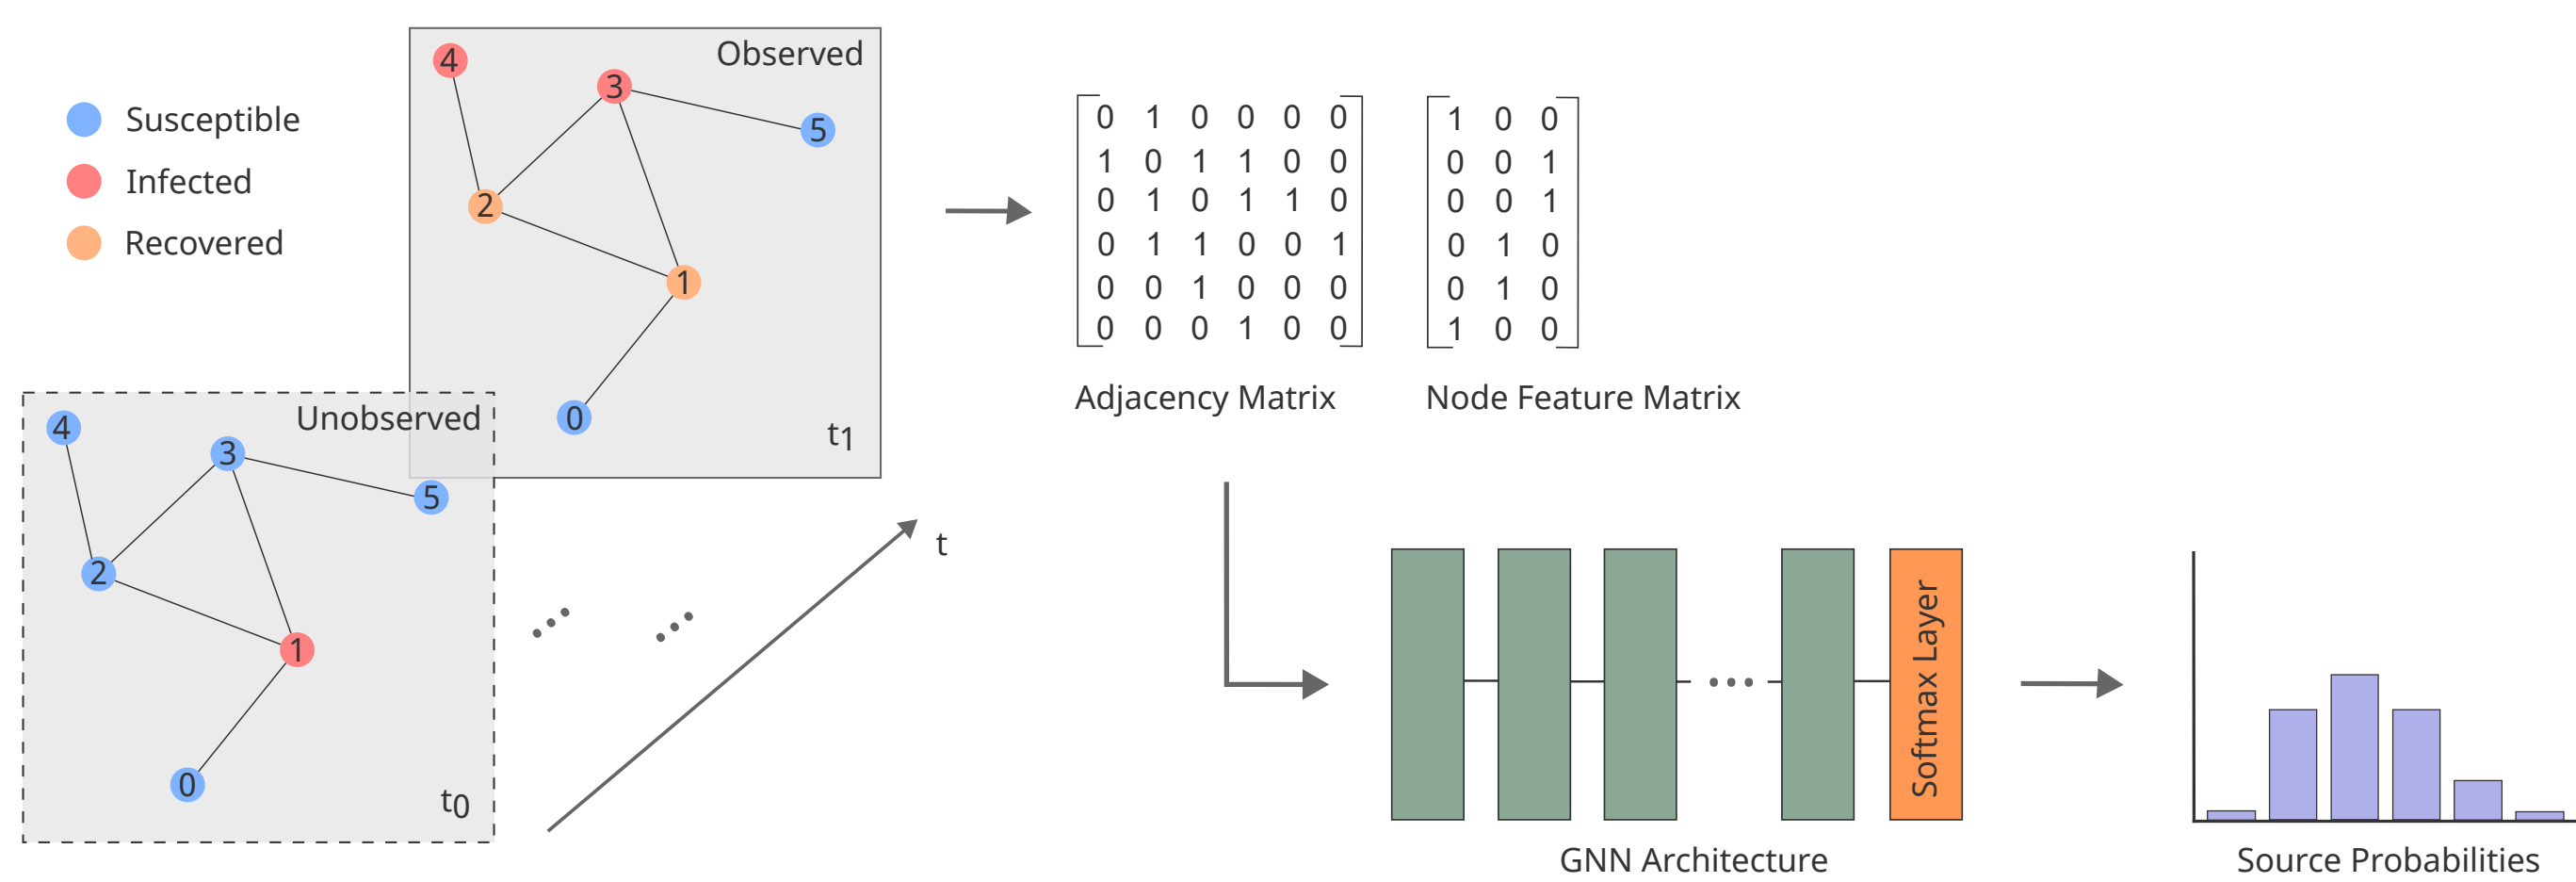 Susceptible
Infected
Recovered
Observed
4
3
5
2
1
0
t1
Unobserved
4
3
5
2
1
0
t0
t
0 1 0 0 0 0
1 0 1 1 0 0
0 1 0 1 1 0
0 1 1 0 0 1
0 0 1 0 0 0
0 0 0 1 0 0
Adjacency Matrix
1 0 0
0 0 1
0 0 1
0 1 0
0 1 0
1 0 0
Node Feature Matrix
Softmax Layer
GNN Architecture
Source Probabilities